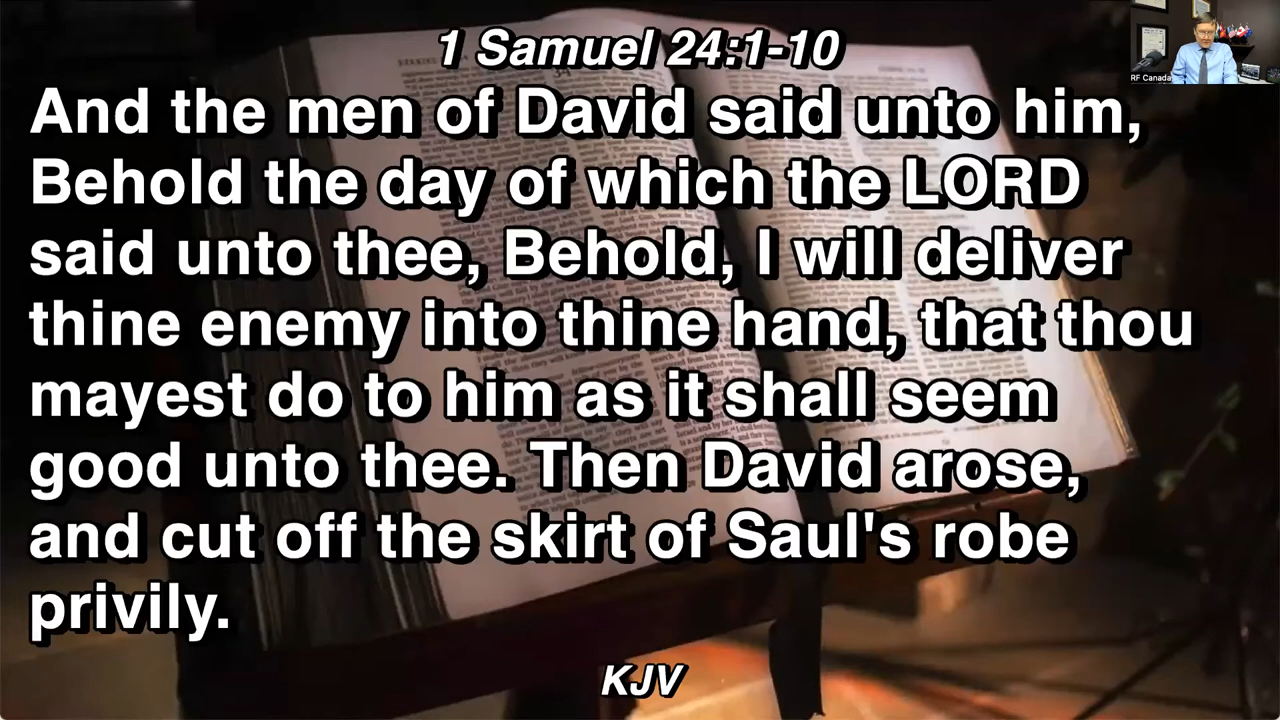 1 Samuel 24:1-10
RF Canada
And the men of David said unto him,
Behold the day of which the LORD
said unto thee, Behold, I will deliver
thine enemy into thine hand, that thou
mayest do to him as it shall seem
good unto thee. Then David arose,
and cut off the skirt of Saul's robe
privily.
KJV